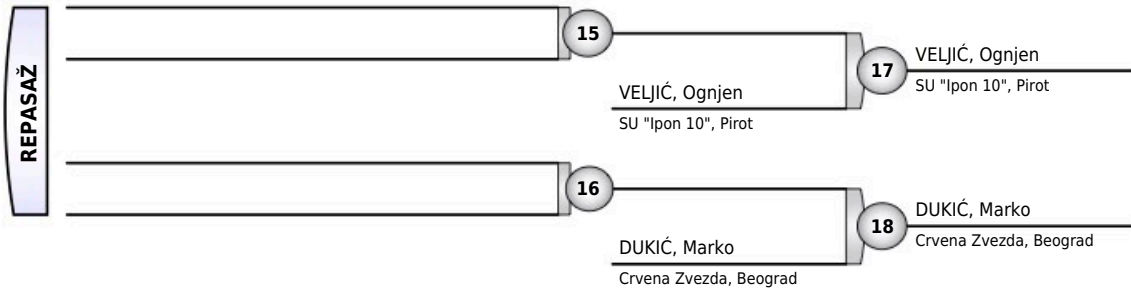 REPASAŽ
15
VELJIĆ, Ognjen
SU "Ipon 10", Pirot
17
VELJIĆ, Ognjen
SU "Ipon 10", Pirot
16
DUKIĆ, Marko
Crvena Zvezda, Beograd
18
DUKIĆ, Marko
Crvena Zvezda, Beograd